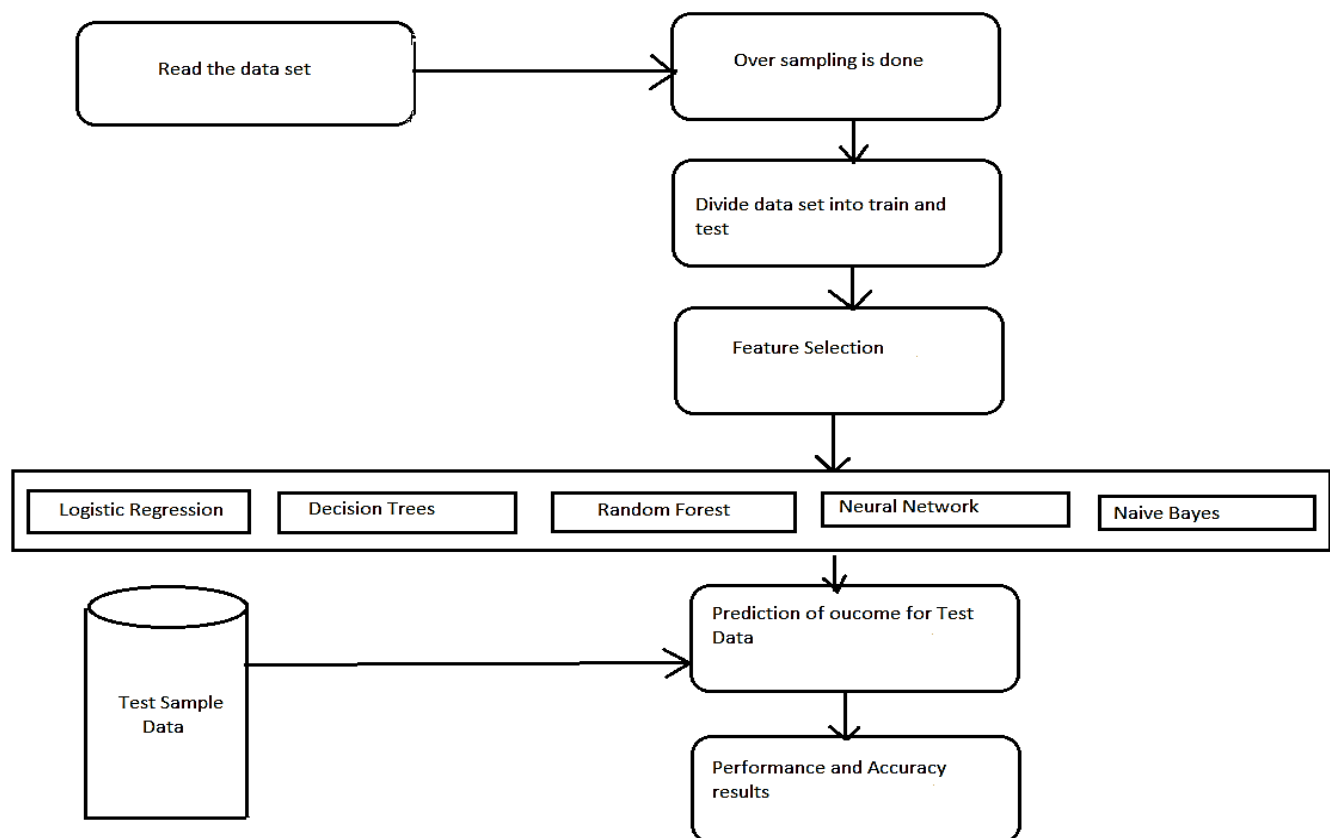 Read the data set
Over sampling is done
Divide data set into train and
test
Feature Selection
Logistic Regression
Decision Trees
Random Forest
Neural Network
Naive Bayes
Prediction of oucome for Test
Data
Test Sample
Data
Performance and Accuracy
results